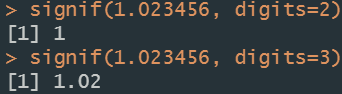 > signif(1.023456, digits=2)
[1] 1
> signif(1.023456, digits=3)
[1] 1.02